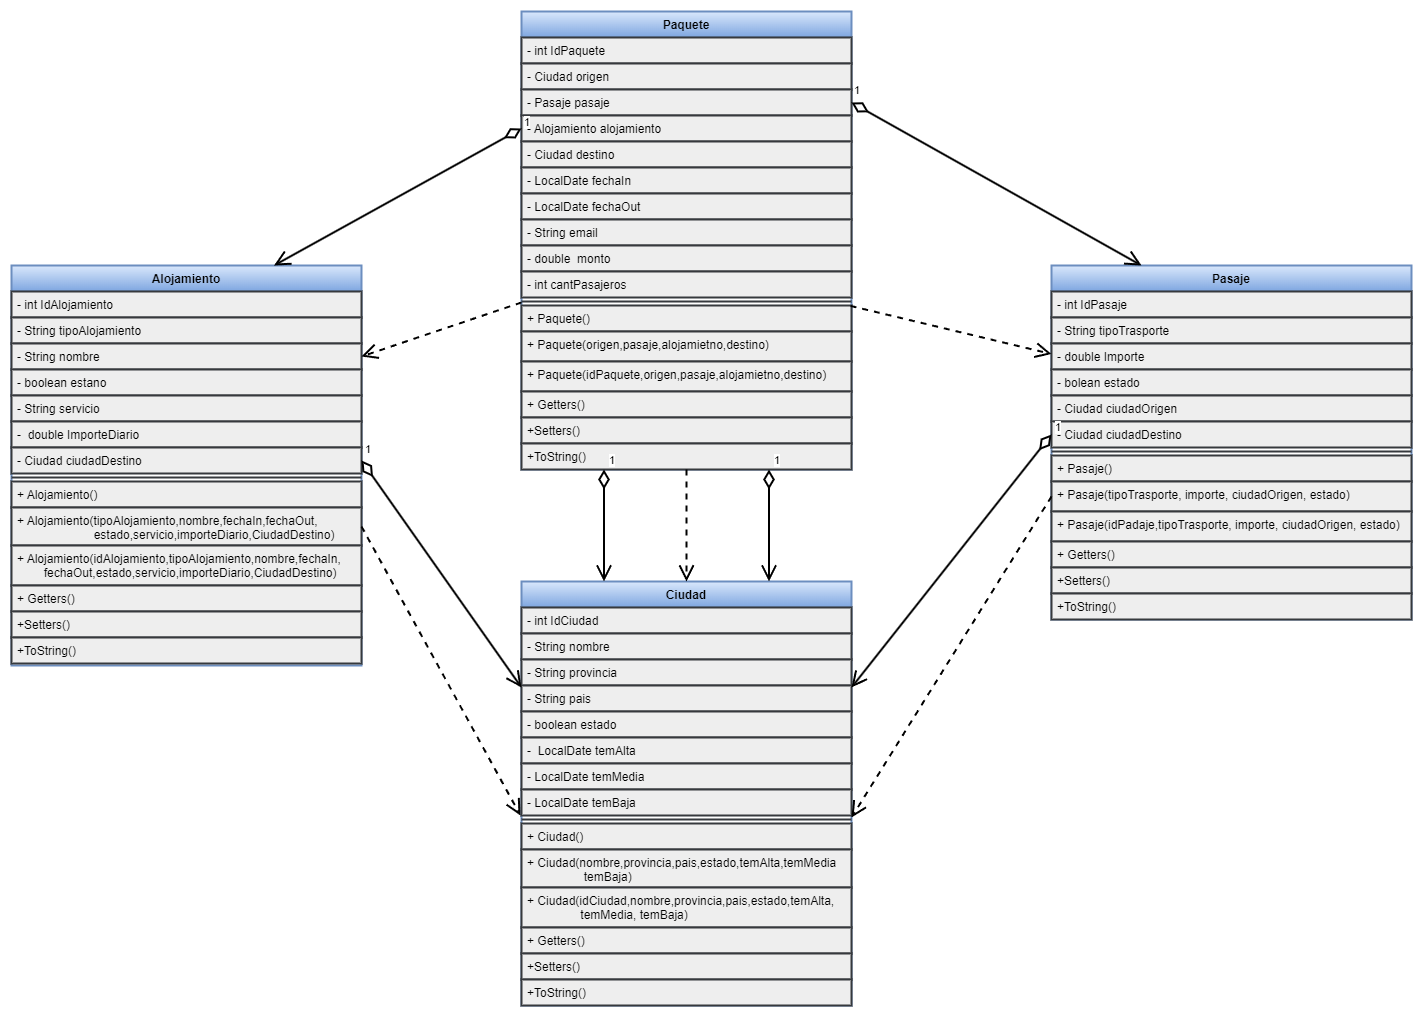 Paquete
- int IdPaquete
- Ciudad origen
- Pasaje pasaje
1
1
- Alojamiento alojamiento
- Ciudad destino
- LocalDate fechaIn
- LocalDate fechaOut
- String email
- double  monto
- int cantPasajeros
+ Paquete()
+ Paquete(origen,pasaje,alojamietno,destino)
+ Paquete(idPaquete,origen,pasaje,alojamietno,destino)
+ Getters()
+Setters()
+ToString()
1
1
Alojamiento
- int IdAlojamiento
- String tipoAlojamiento
- String nombre
- boolean estano
- String servicio
-  double ImporteDiario
- Ciudad ciudadDestino
1
+ Alojamiento()
+ Alojamiento(tipoAlojamiento,nombre,fechaIn,fechaOut,
estado,servicio,importeDiario,CiudadDestino)
+ Alojamiento(idAlojamiento,tipoAlojamiento,nombre,fechaIn,
fechaOut,estado,servicio,importeDiario,CiudadDestino)
+ Getters()
+Setters()
+ToString()
Pasaje
- int IdPasaje
- String tipoTrasporte
- double Importe
- bolean estado
- Ciudad ciudadOrigen
1
- Ciudad ciudadDestino
+ Pasaje()
+ Pasaje(tipoTrasporte, importe, ciudadOrigen, estado)
+ Pasaje(idPadaje,tipoTrasporte, importe, ciudadOrigen, estado)
+ Getters()
+Setters()
+ToString()
Ciudad
- int IdCiudad
- String nombre
- String provincia
- String pais
- boolean estado
-  LocalDate temAlta
- LocalDate temMedia
- LocalDate temBaja
+ Ciudad()
+ Ciudad(nombre,provincia,pais,estado,temAlta,temMedia
temBaja)
+ Ciudad(idCiudad,nombre,provincia,pais,estado,temAlta,
temMedia, temBaja)
+ Getters()
+Setters()
+ToString()